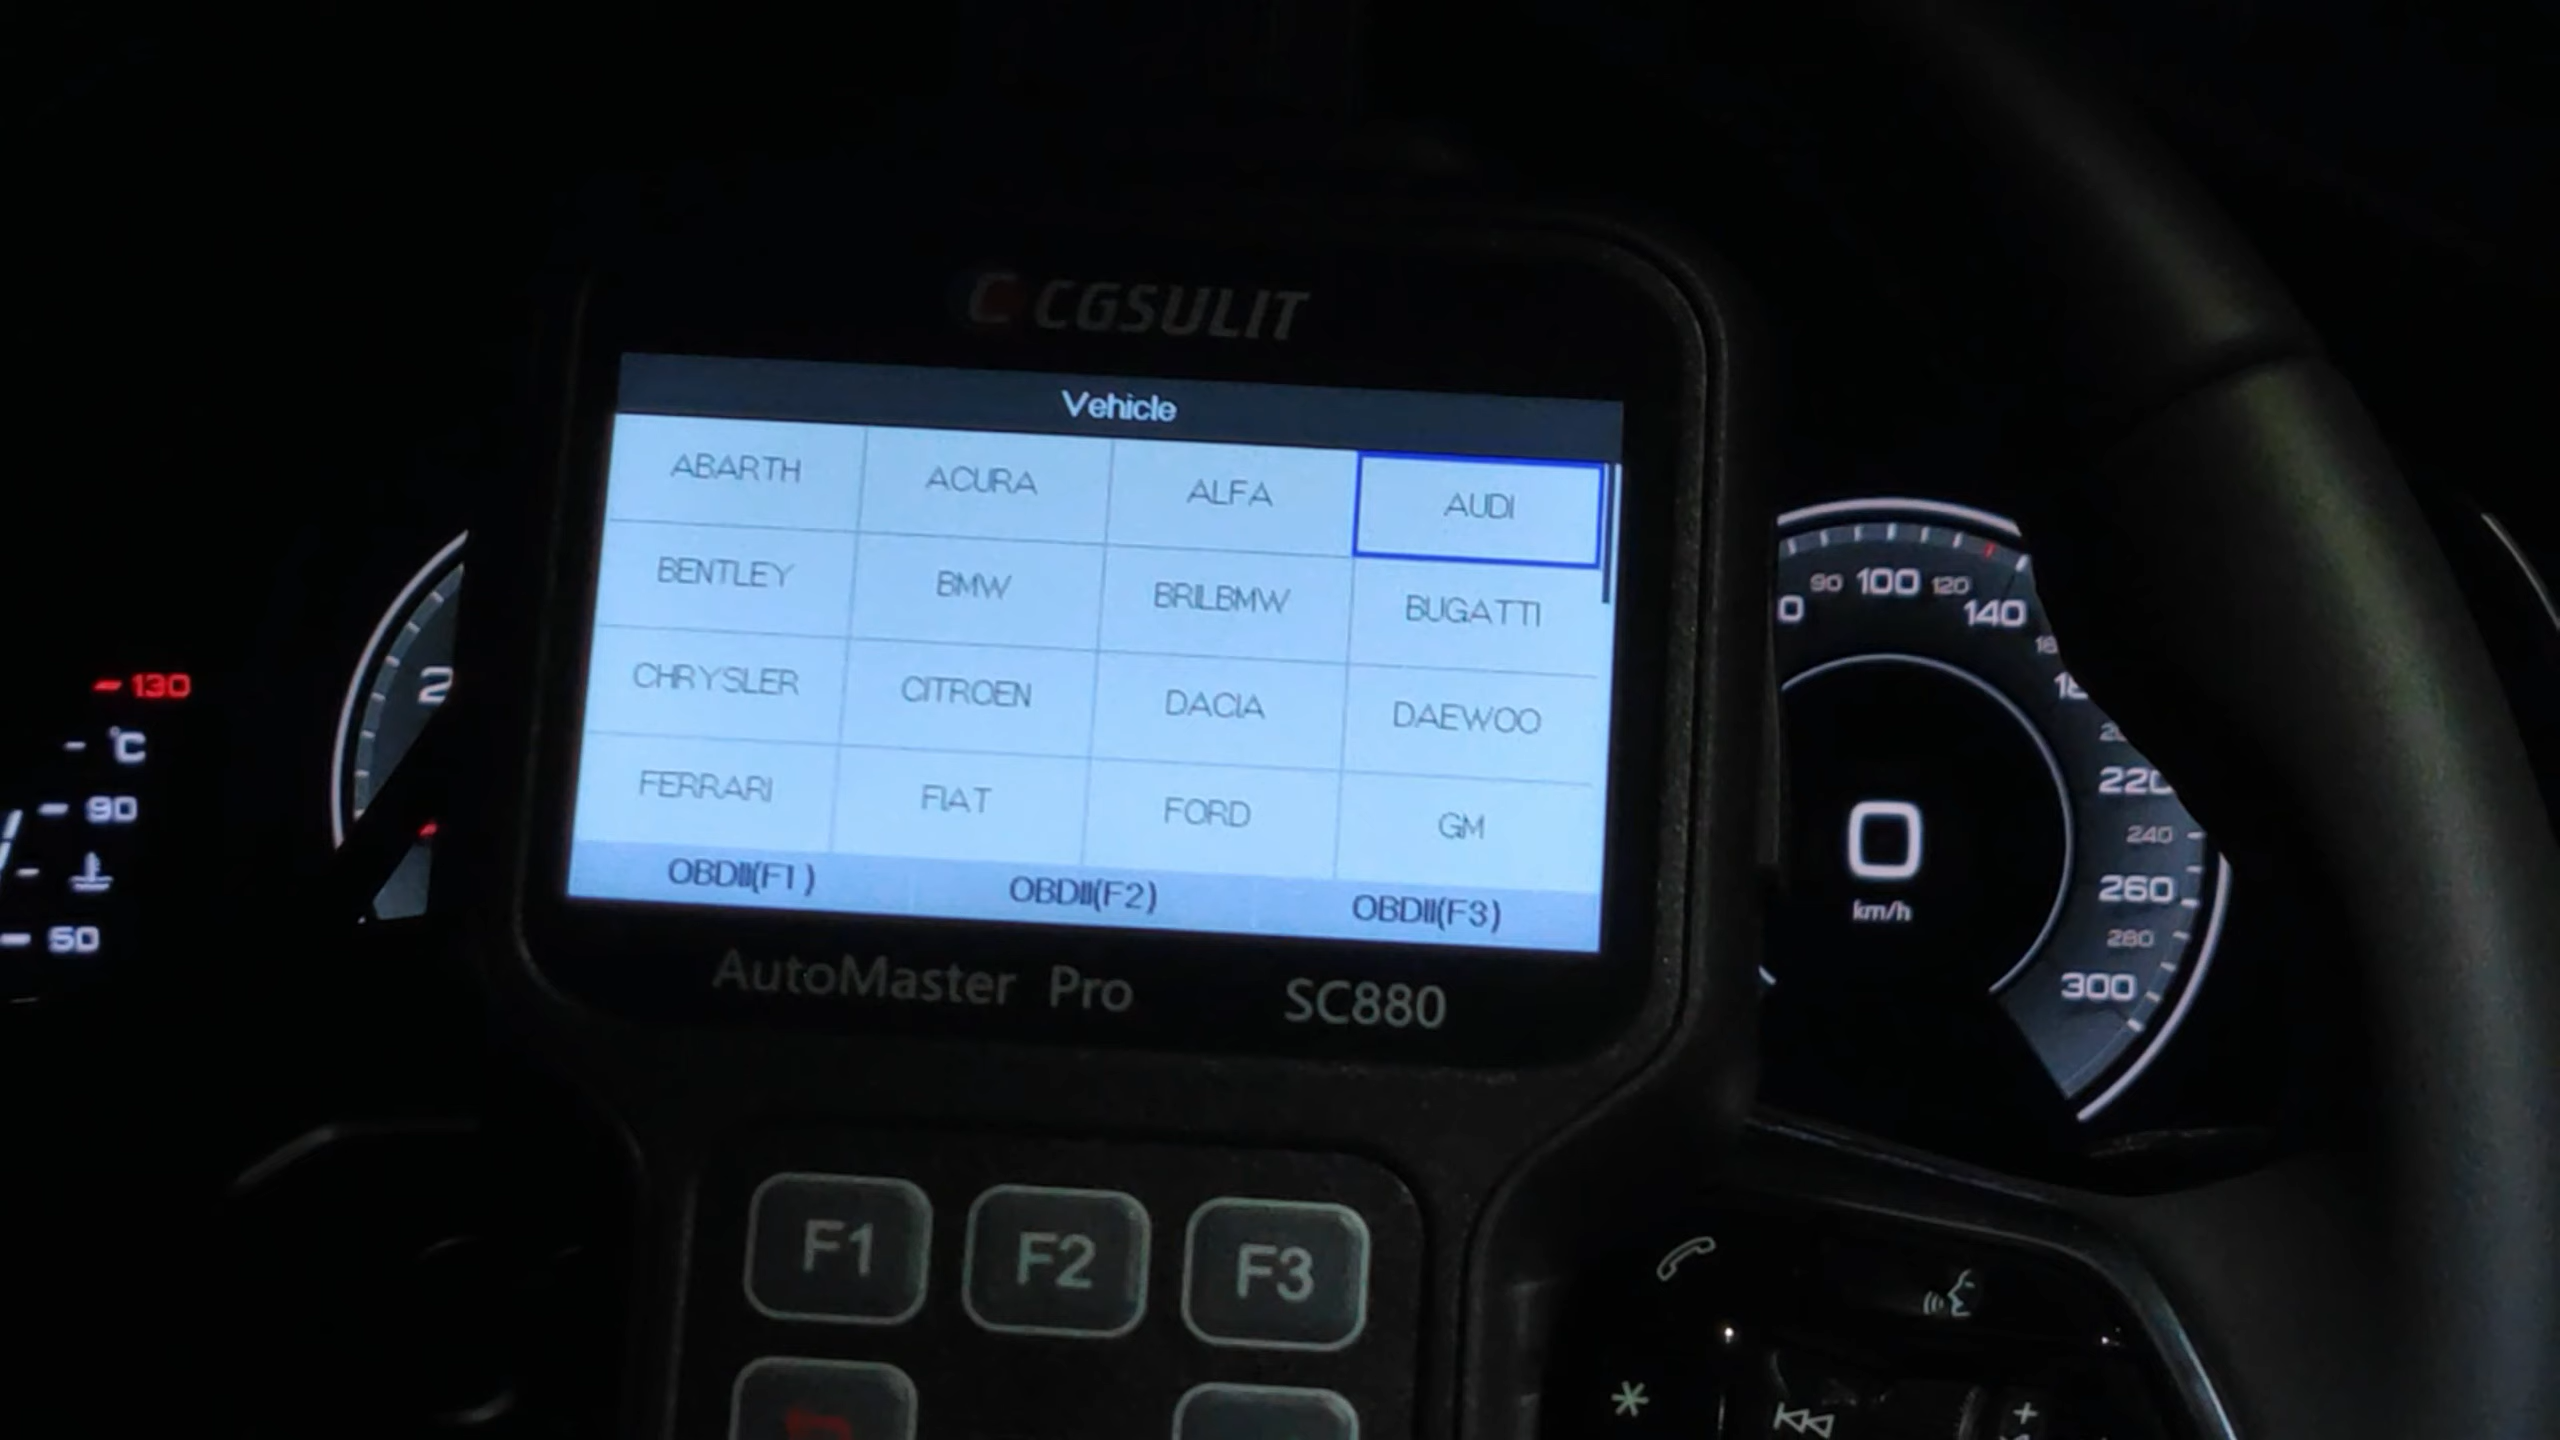 CGSULIT
Vehicle
ABARTH ACURA ALFA AUDI
BENTLEY BMW BRILBMW BUGATTI
CHRYSLER CITROEN DACIA DAEWOO
FERRARI FIAT FORD GM
OBDII(F1) OBDII(F2) OBDII(F3)
AutoMaster Pro SC880
F1 F2 F3
130
°C
90
50
2
90 100 120
140
220
240
260
280
300
0
km/h